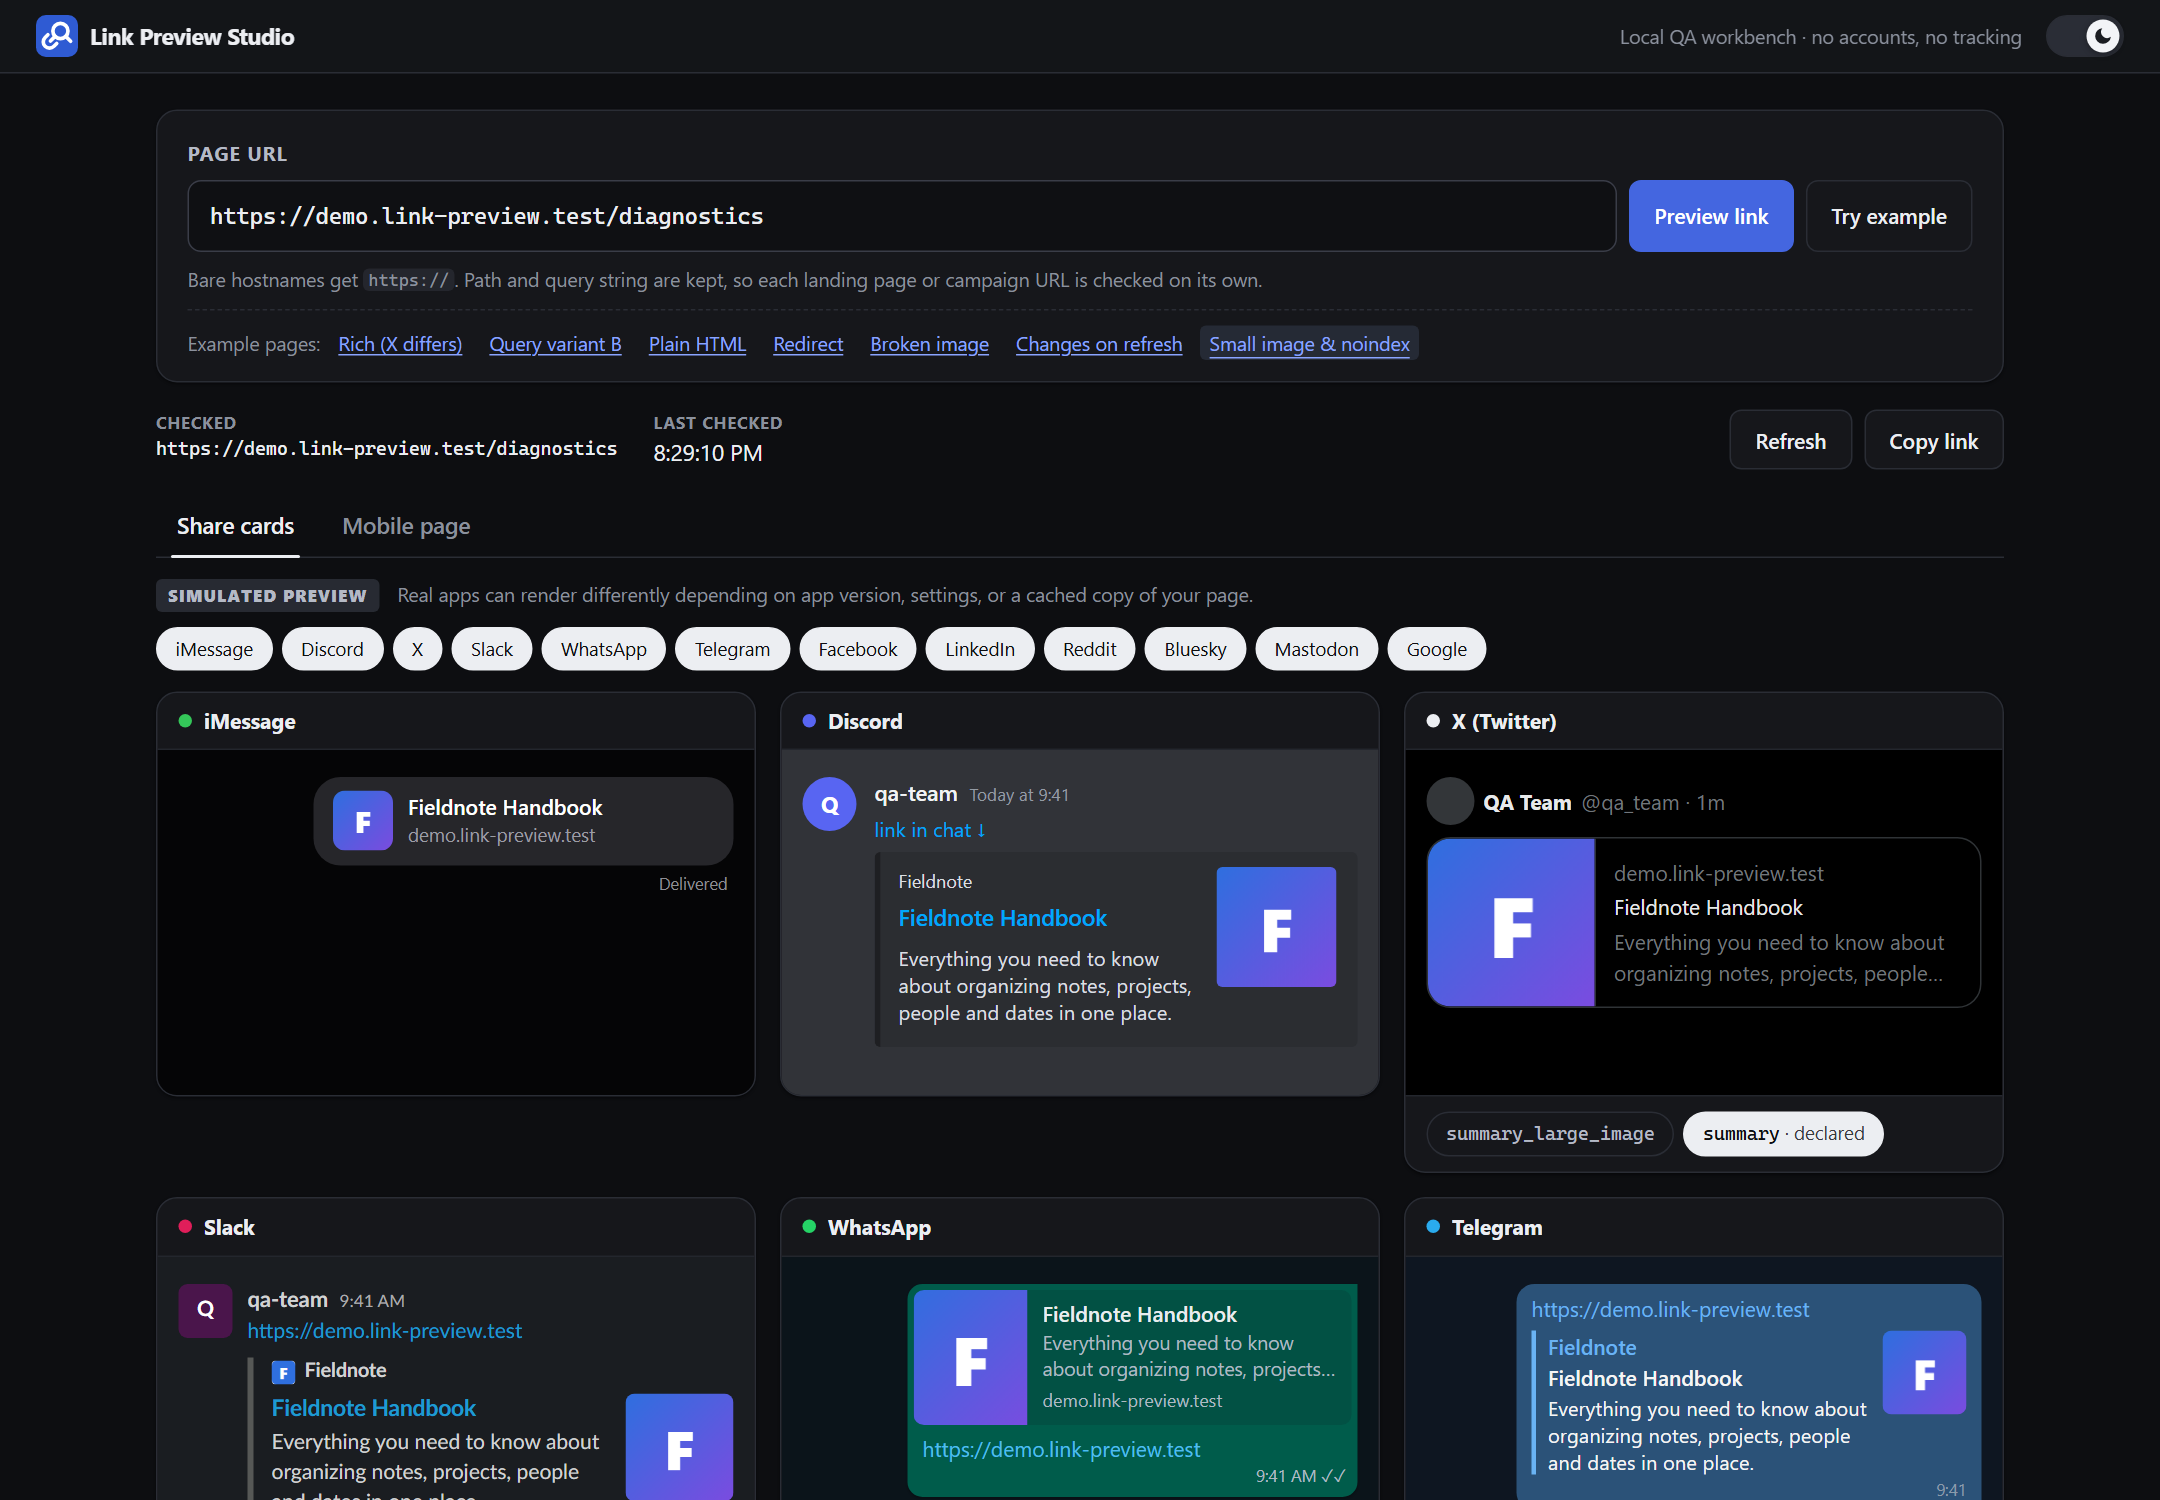 Link Preview Studio
Local QA workbench · no accounts, no tracking
PAGE URL
https://demo.link-preview.test/diagnostics
Preview link
Try example
Bare hostnames get https://. Path and query string are kept, so each landing page or campaign URL is checked on its own.
Example pages: Rich (X differs) Query variant B Plain HTML Redirect Broken image Changes on refresh Small image & noindex
CHECKED
https://demo.link-preview.test/diagnostics
LAST CHECKED
8:29:10 PM
Refresh
Copy link
Share cards
Mobile page
SIMULATED PREVIEW Real apps can render differently depending on app version, settings, or a cached copy of your page.
iMessage Discord X Slack WhatsApp Telegram Facebook LinkedIn Reddit Bluesky Mastodon Google
iMessage
F
Fieldnote Handbook
demo.link-preview.test
Delivered
Discord
Q
qa-team Today at 9:41
link in chat ↓
Fieldnote
Fieldnote Handbook
Everything you need to know
about organizing notes, projects,
people and dates in one place.
F
X (Twitter)
QA Team @qa_team · 1m
F
demo.link-preview.test
Fieldnote Handbook
Everything you need to know about
organizing notes, projects, people...
summary_large_image
summary · declared
Slack
Q
qa-team 9:41 AM
https://demo.link-preview.test
F Fieldnote
Fieldnote Handbook
Everything you need to know about
organizing notes, projects, people
and dates in one place.
F
WhatsApp
F
Fieldnote Handbook
Everything you need to know
about organizing notes, projects...
demo.link-preview.test
https://demo.link-preview.test
9:41 AM ✓✓
Telegram
https://demo.link-preview.test
Fieldnote
Fieldnote Handbook
Everything you need to know about
organizing notes, projects, people
and dates in one place.
F
9:41